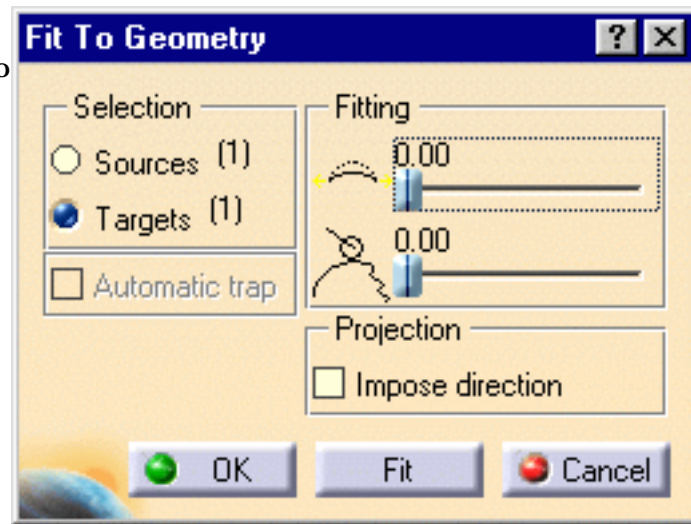 Fit To Geometry ?
o
Selection
Sources (1)
Targets (1)
Automatic trap
Fitting
0.00
0.00
Projection
Impose direction
OK Fit Cancel